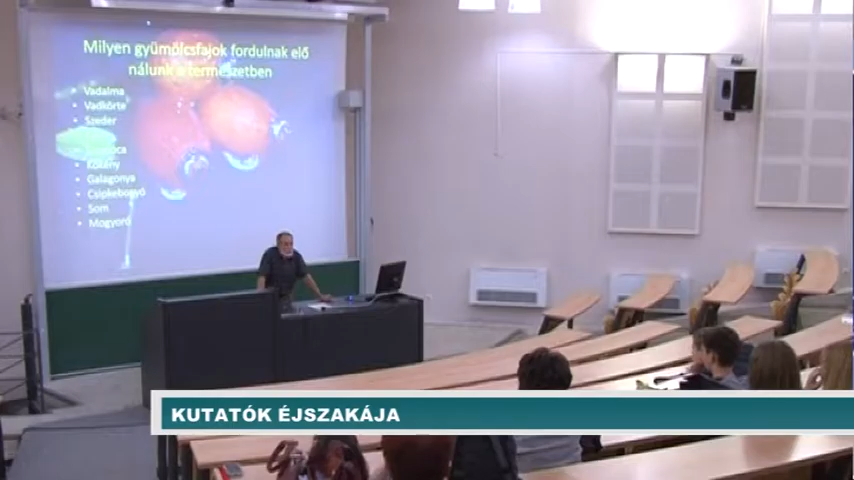 Milyen gyümölcsfajok fordulnak elő
nálunk a természetben
• Vadalma
• Vadkörte
• Szeder
• Kökény
• Galagonya
• Csipkebogyó
• Som
• Mogyoró
KUTATÓK ÉJSZAKÁJA